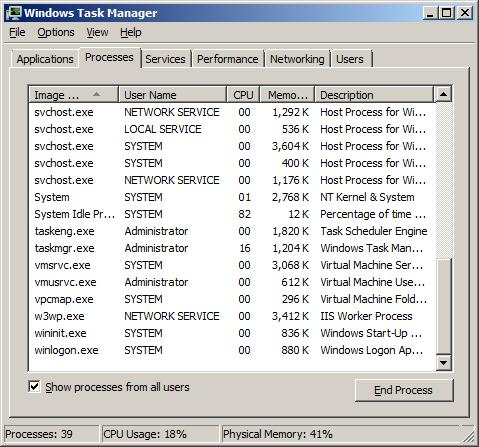 Windows Task Manager
File Options View Help
Applications Processes Services Performance Networking Users
Image ... User Name CPU Memo... Description
svchost.exe NETWORK SERVICE 00 1,292 K Host Process for Wi...
svchost.exe LOCAL SERVICE 00 536 K Host Process for Wi...
svchost.exe SYSTEM 00 3,604 K Host Process for Wi...
svchost.exe SYSTEM 00 400 K Host Process for Wi...
svchost.exe NETWORK SERVICE 00 1,176 K Host Process for Wi...
System SYSTEM 01 2,768 K NT Kernel & System
System Idle Pr... SYSTEM 82 12 K Percentage of time ...
taskeng.exe Administrator 00 1,820 K Task Scheduler Engine
taskmgr.exe Administrator 16 1,204 K Windows Task Man...
vmsrvc.exe SYSTEM 00 3,068 K Virtual Machine Ser...
vmusrvc.exe Administrator 00 612 K Virtual Machine Use...
vpcmap.exe SYSTEM 00 296 K Virtual Machine Fold...
w3wp.exe NETWORK SERVICE 00 3,412 K IIS Worker Process
wininit.exe SYSTEM 00 836 K Windows Start-Up ...
winlogon.exe SYSTEM 00 880 K Windows Logon Ap...
Show processes from all users
End Process
Processes: 39 CPU Usage: 18% Physical Memory: 41%